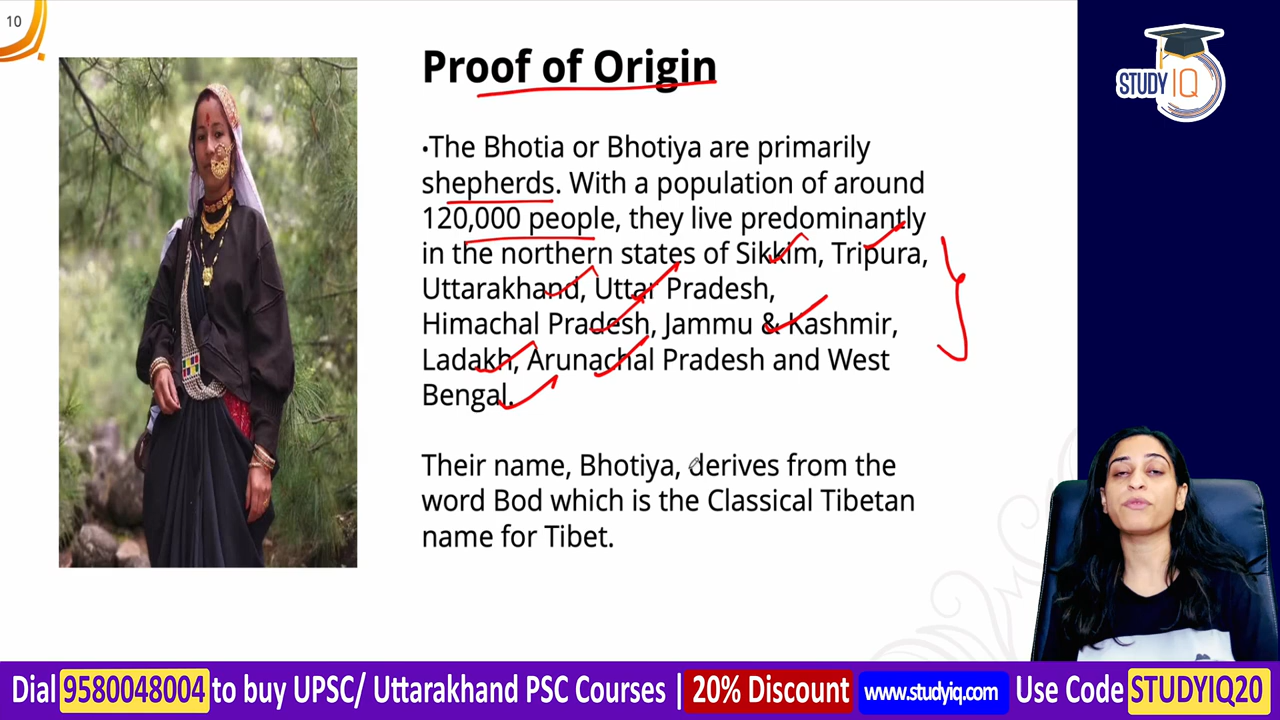 10
Proof of Origin
STUDY IQ
•The Bhotia or Bhotiya are primarily
shepherds. With a population of around
120,000 people, they live predominantly
in the northern states of Sikkim, Tripura,
Uttarakhand, Uttar Pradesh,
Himachal Pradesh, Jammu & Kashmir,
Ladakh, Arunachal Pradesh and West
Bengal.
Their name, Bhotiya, derives from the
word Bod which is the Classical Tibetan
name for Tibet.
Dial 9580048004 to buy UPSC/ Uttarakhand PSC Courses | 20% Discount www.studyiq.com Use Code STUDYIQ20